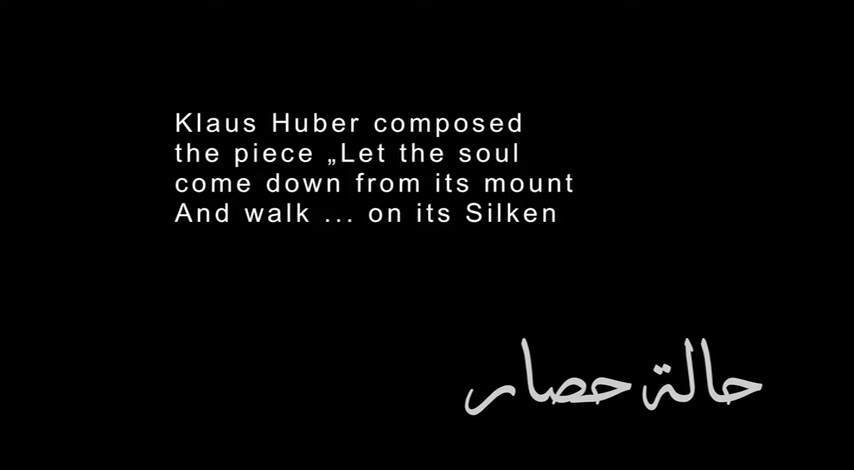 Klaus Huber composed
the piece „Let the soul
come down from its mount
And walk ... on its Silken
حالة حصار